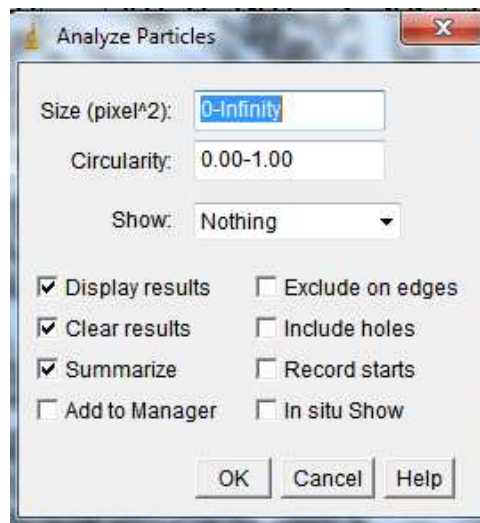 Analyze Particles
Size (pixel^2): 0-Infinity
Circularity: 0.00-1.00
Show: Nothing
Display results Exclude on edges
Clear results Include holes
Summarize Record starts
Add to Manager In situ Show
OK Cancel Help